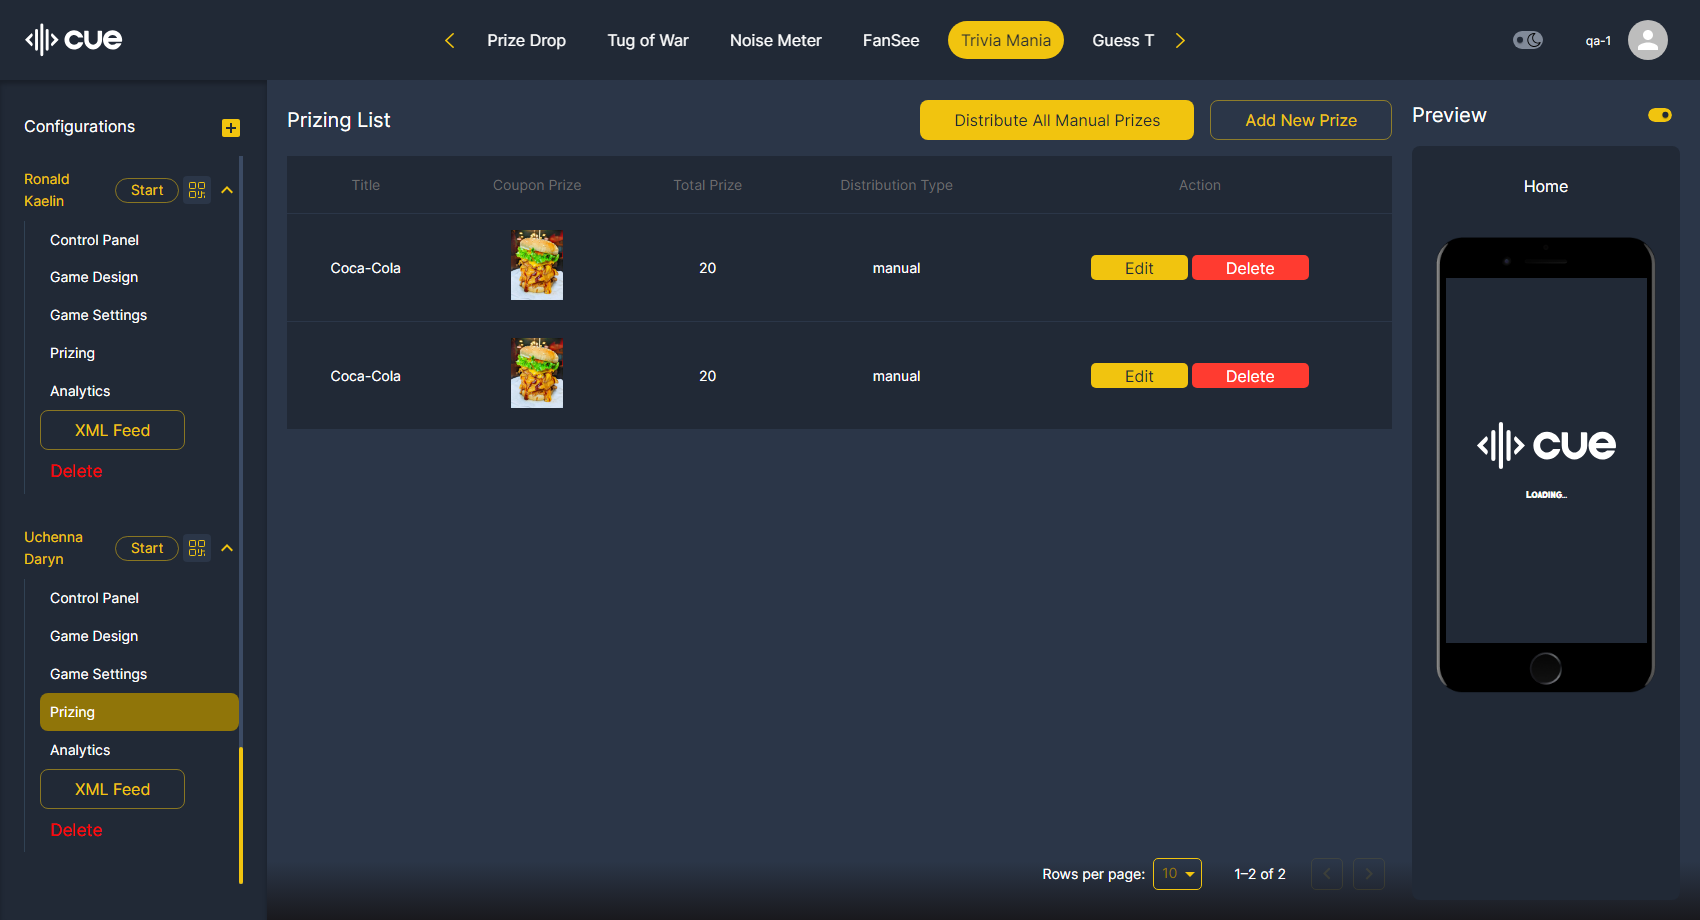 cue
Prize Drop
Tug of War
Noise Meter
FanSee
Trivia Mania
Guess T
qa-1
Configurations
Ronald
Kaelin
Start
Control Panel
Game Design
Game Settings
Prizing
Analytics
XML Feed
Delete
Uchenna
Daryn
Start
Control Panel
Game Design
Game Settings
Prizing
Analytics
XML Feed
Delete
Prizing List
Distribute All Manual Prizes
Add New Prize
Title Coupon Prize Total Prize Distribution Type Action
Coca-Cola 20 manual Edit Delete
Coca-Cola 20 manual Edit Delete
Rows per page: 10 1–2 of 2
Preview
Home
cue
LOADING...